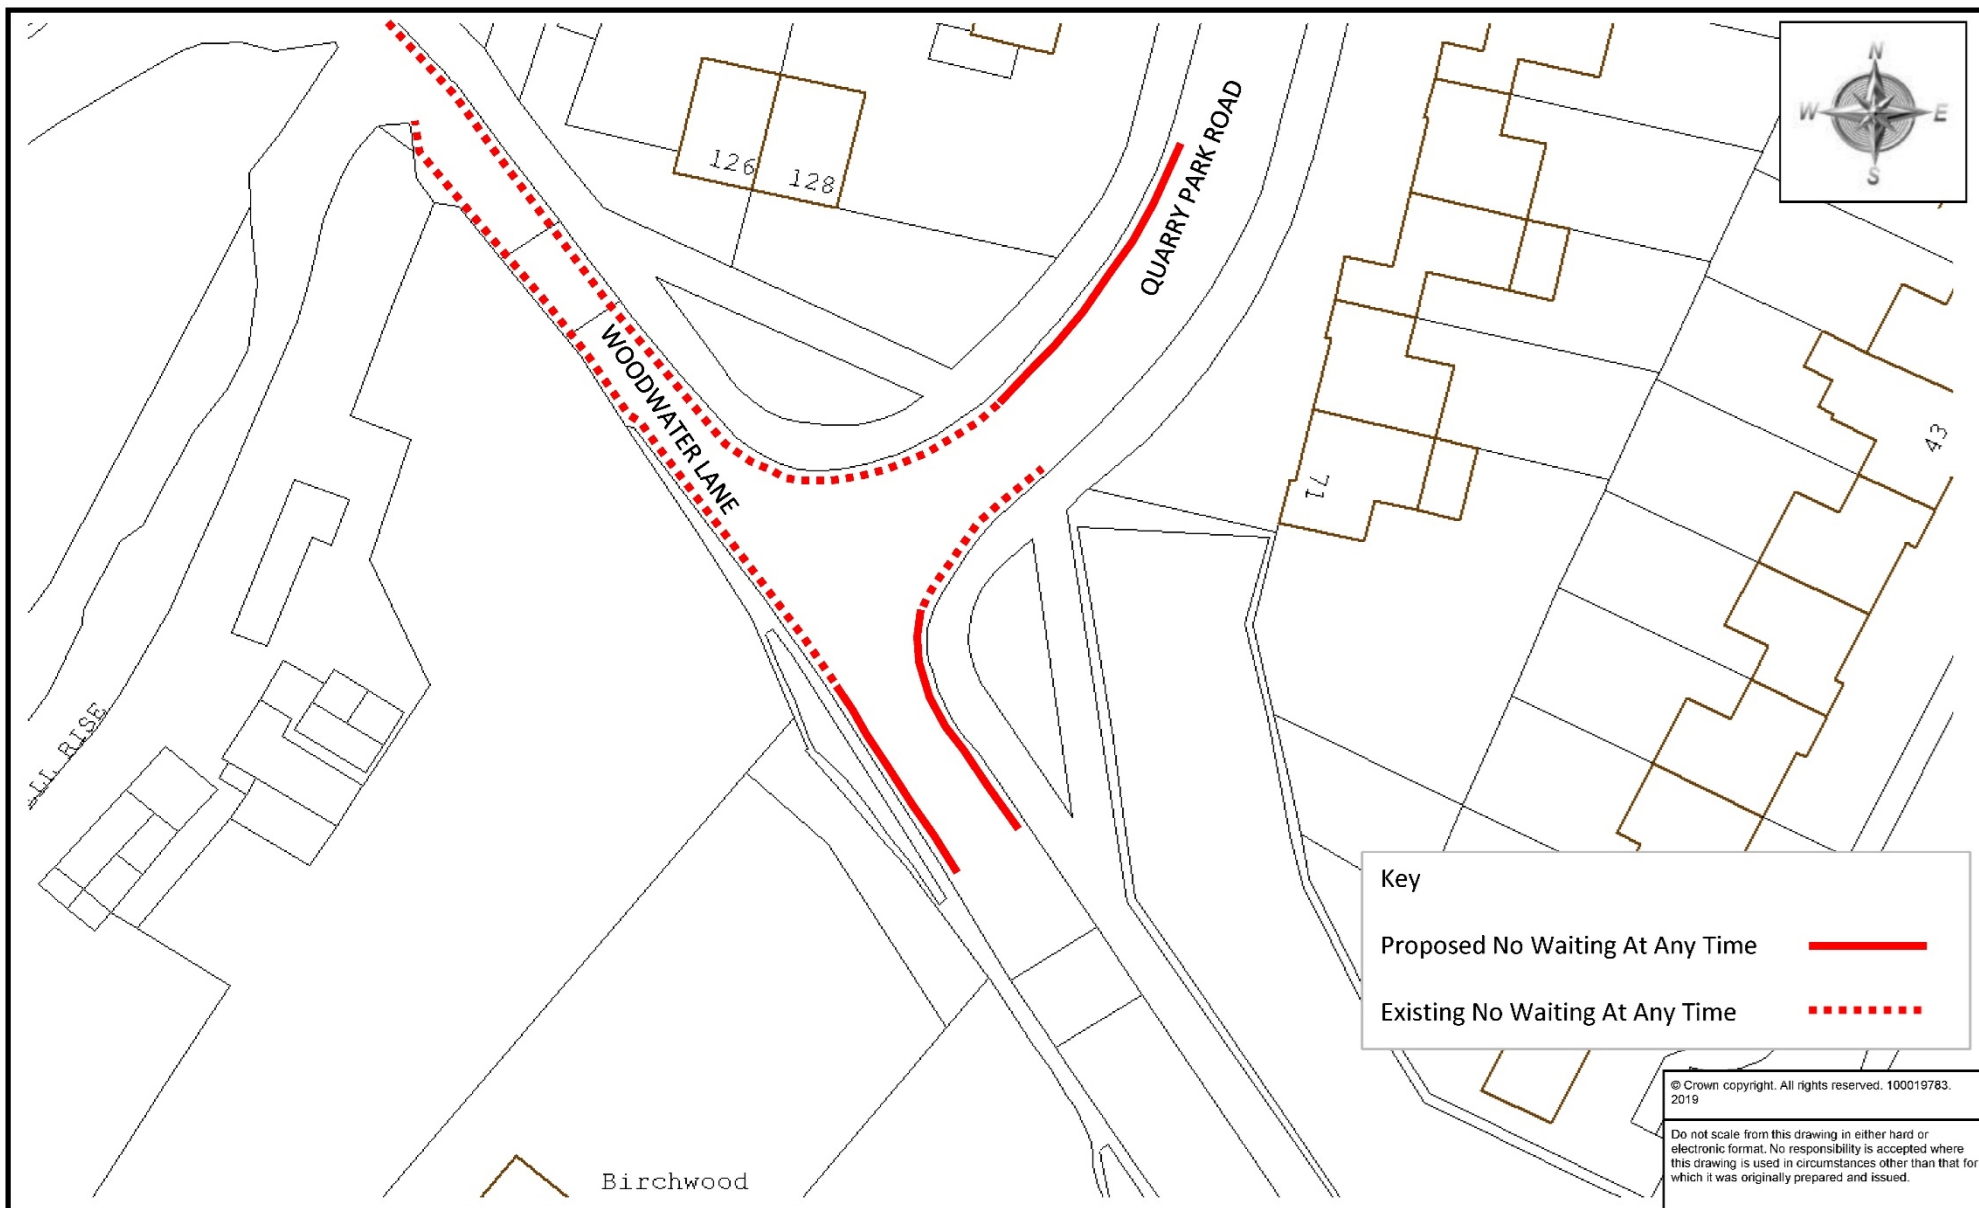 N
W E
S
126
128
QUARRY PARK ROAD
WOODWATER LANE
71
43
LL RISE
Key
Proposed No Waiting At Any Time
Existing No Waiting At Any Time
Birchwood
© Crown copyright. All rights reserved. 100019783.
2019
Do not scale from this drawing in either hard or
electronic format. No responsibility is accepted where
this drawing is used in circumstances other than that for
which it was originally prepared and issued.